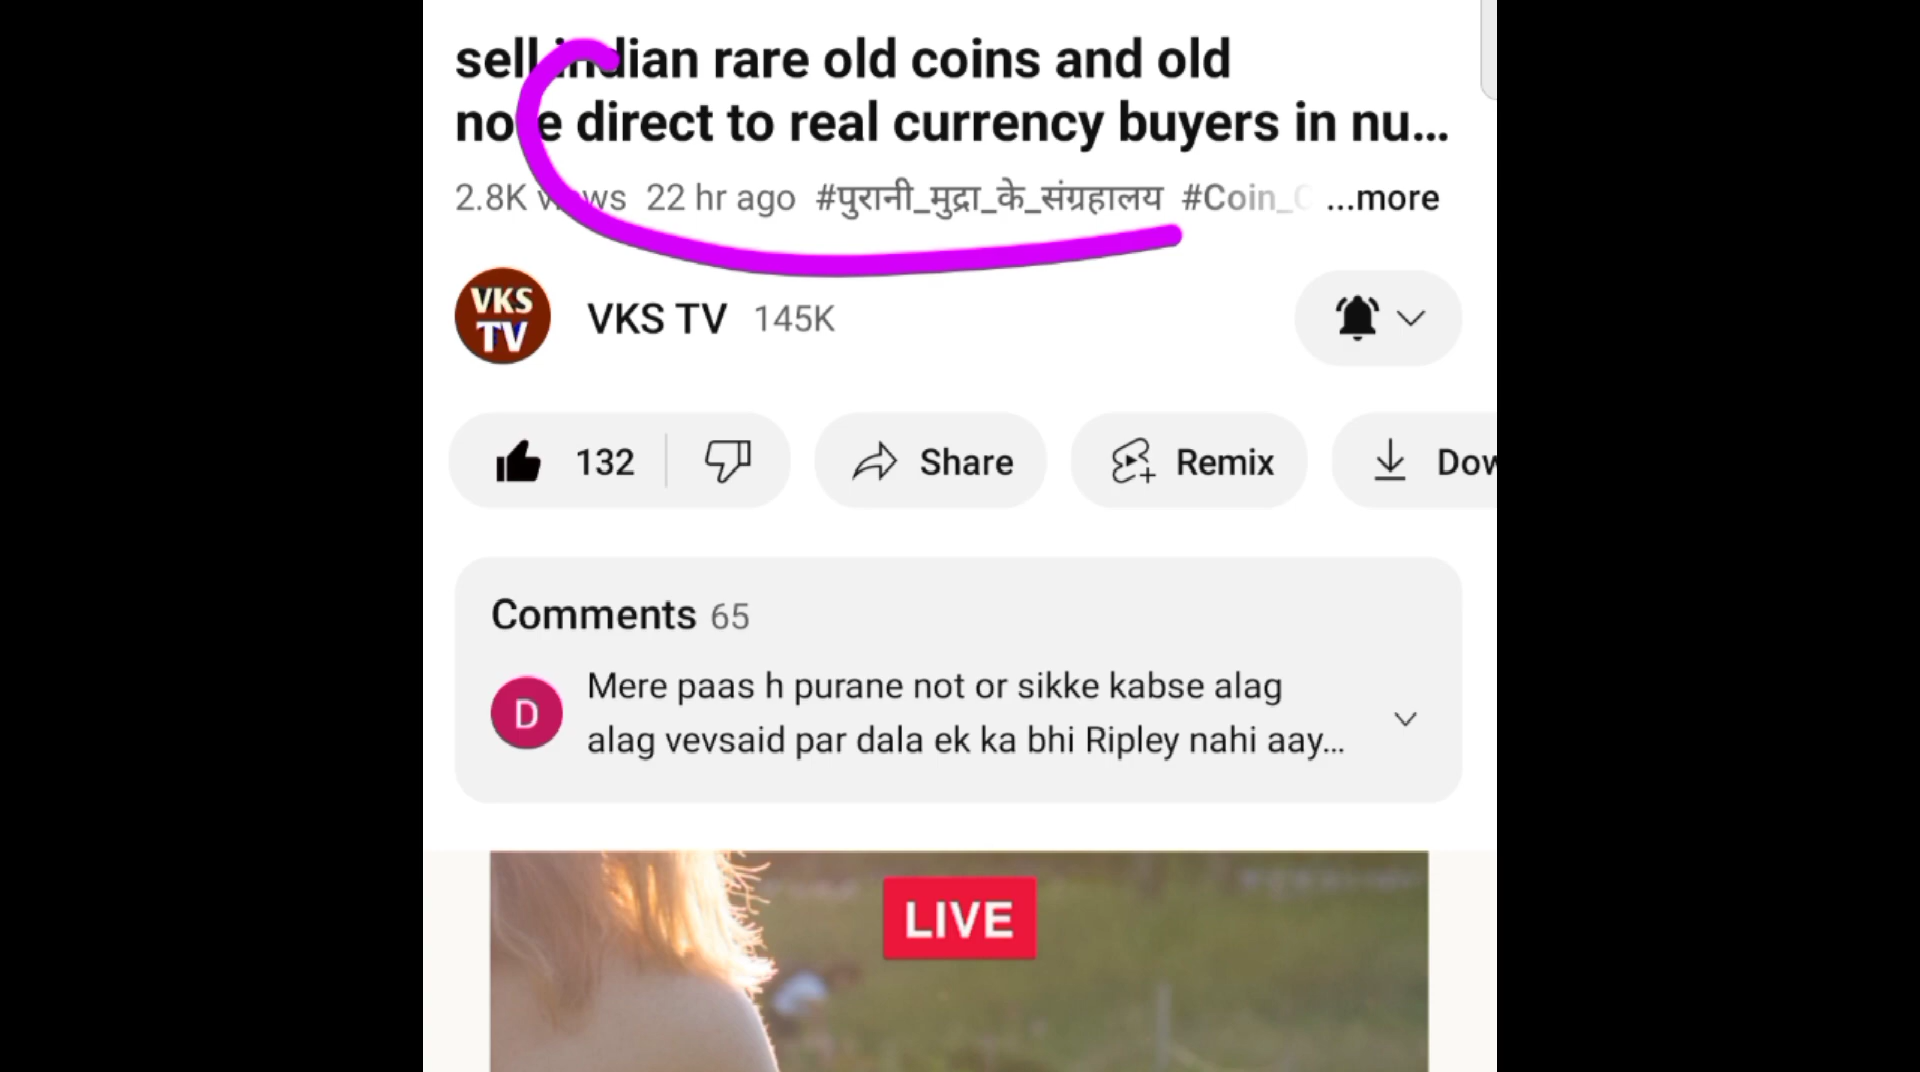 sell indian rare old coins and old
note direct to real currency buyers in nu...
2.8K views 22 hr ago #पुरानी_मुद्रा_के_संग्रहालय #Coin_ ...more
VKS TV
VKS TV 145K
132 Share Remix Dow
Comments 65
D
Mere paas h purane not or sikke kabse alag
alag vevsaid par dala ek ka bhi Ripley nahi aay...
LIVE